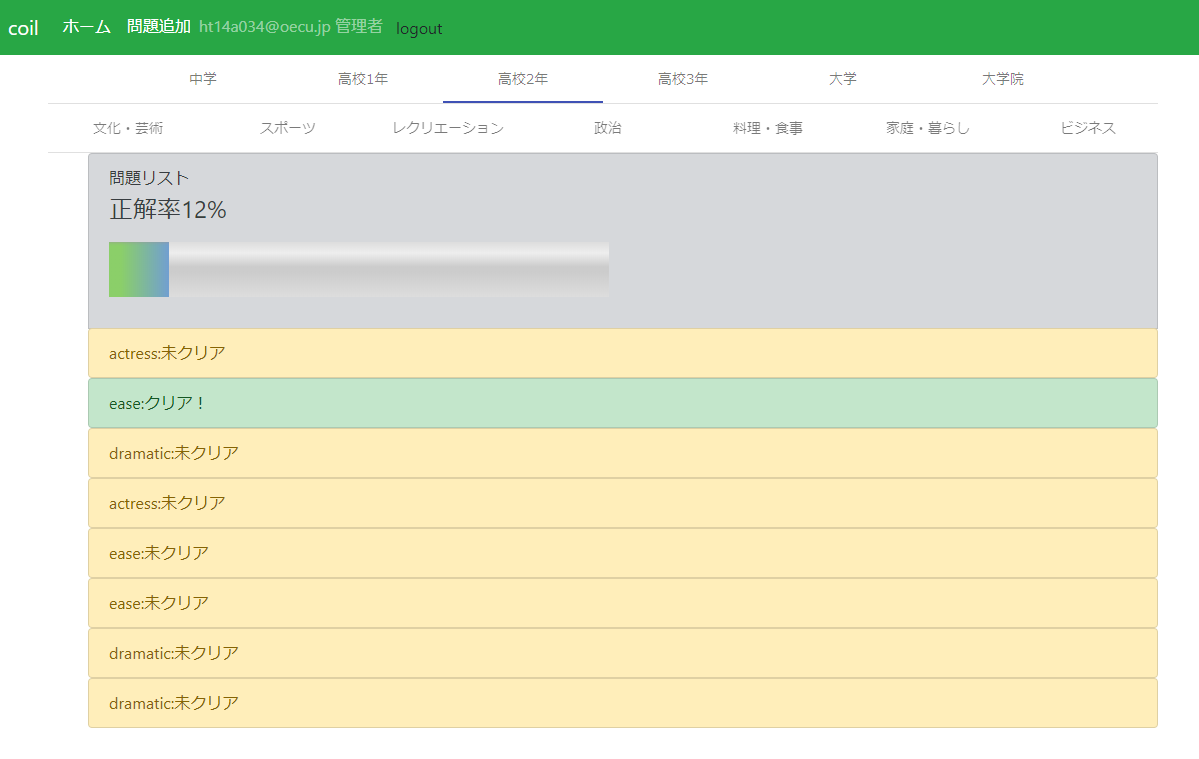 coil ホーム 問題追加 ht14a034@oecu.jp 管理者 logout
中学 高校1年 高校2年 高校3年 大学 大学院
文化・芸術 スポーツ レクリエーション 政治 料理・食事 家庭・暮らし ビジネス
問題リスト
正解率12%
actress:未クリア
ease:クリア！
dramatic:未クリア
actress:未クリア
ease:未クリア
ease:未クリア
dramatic:未クリア
dramatic:未クリア